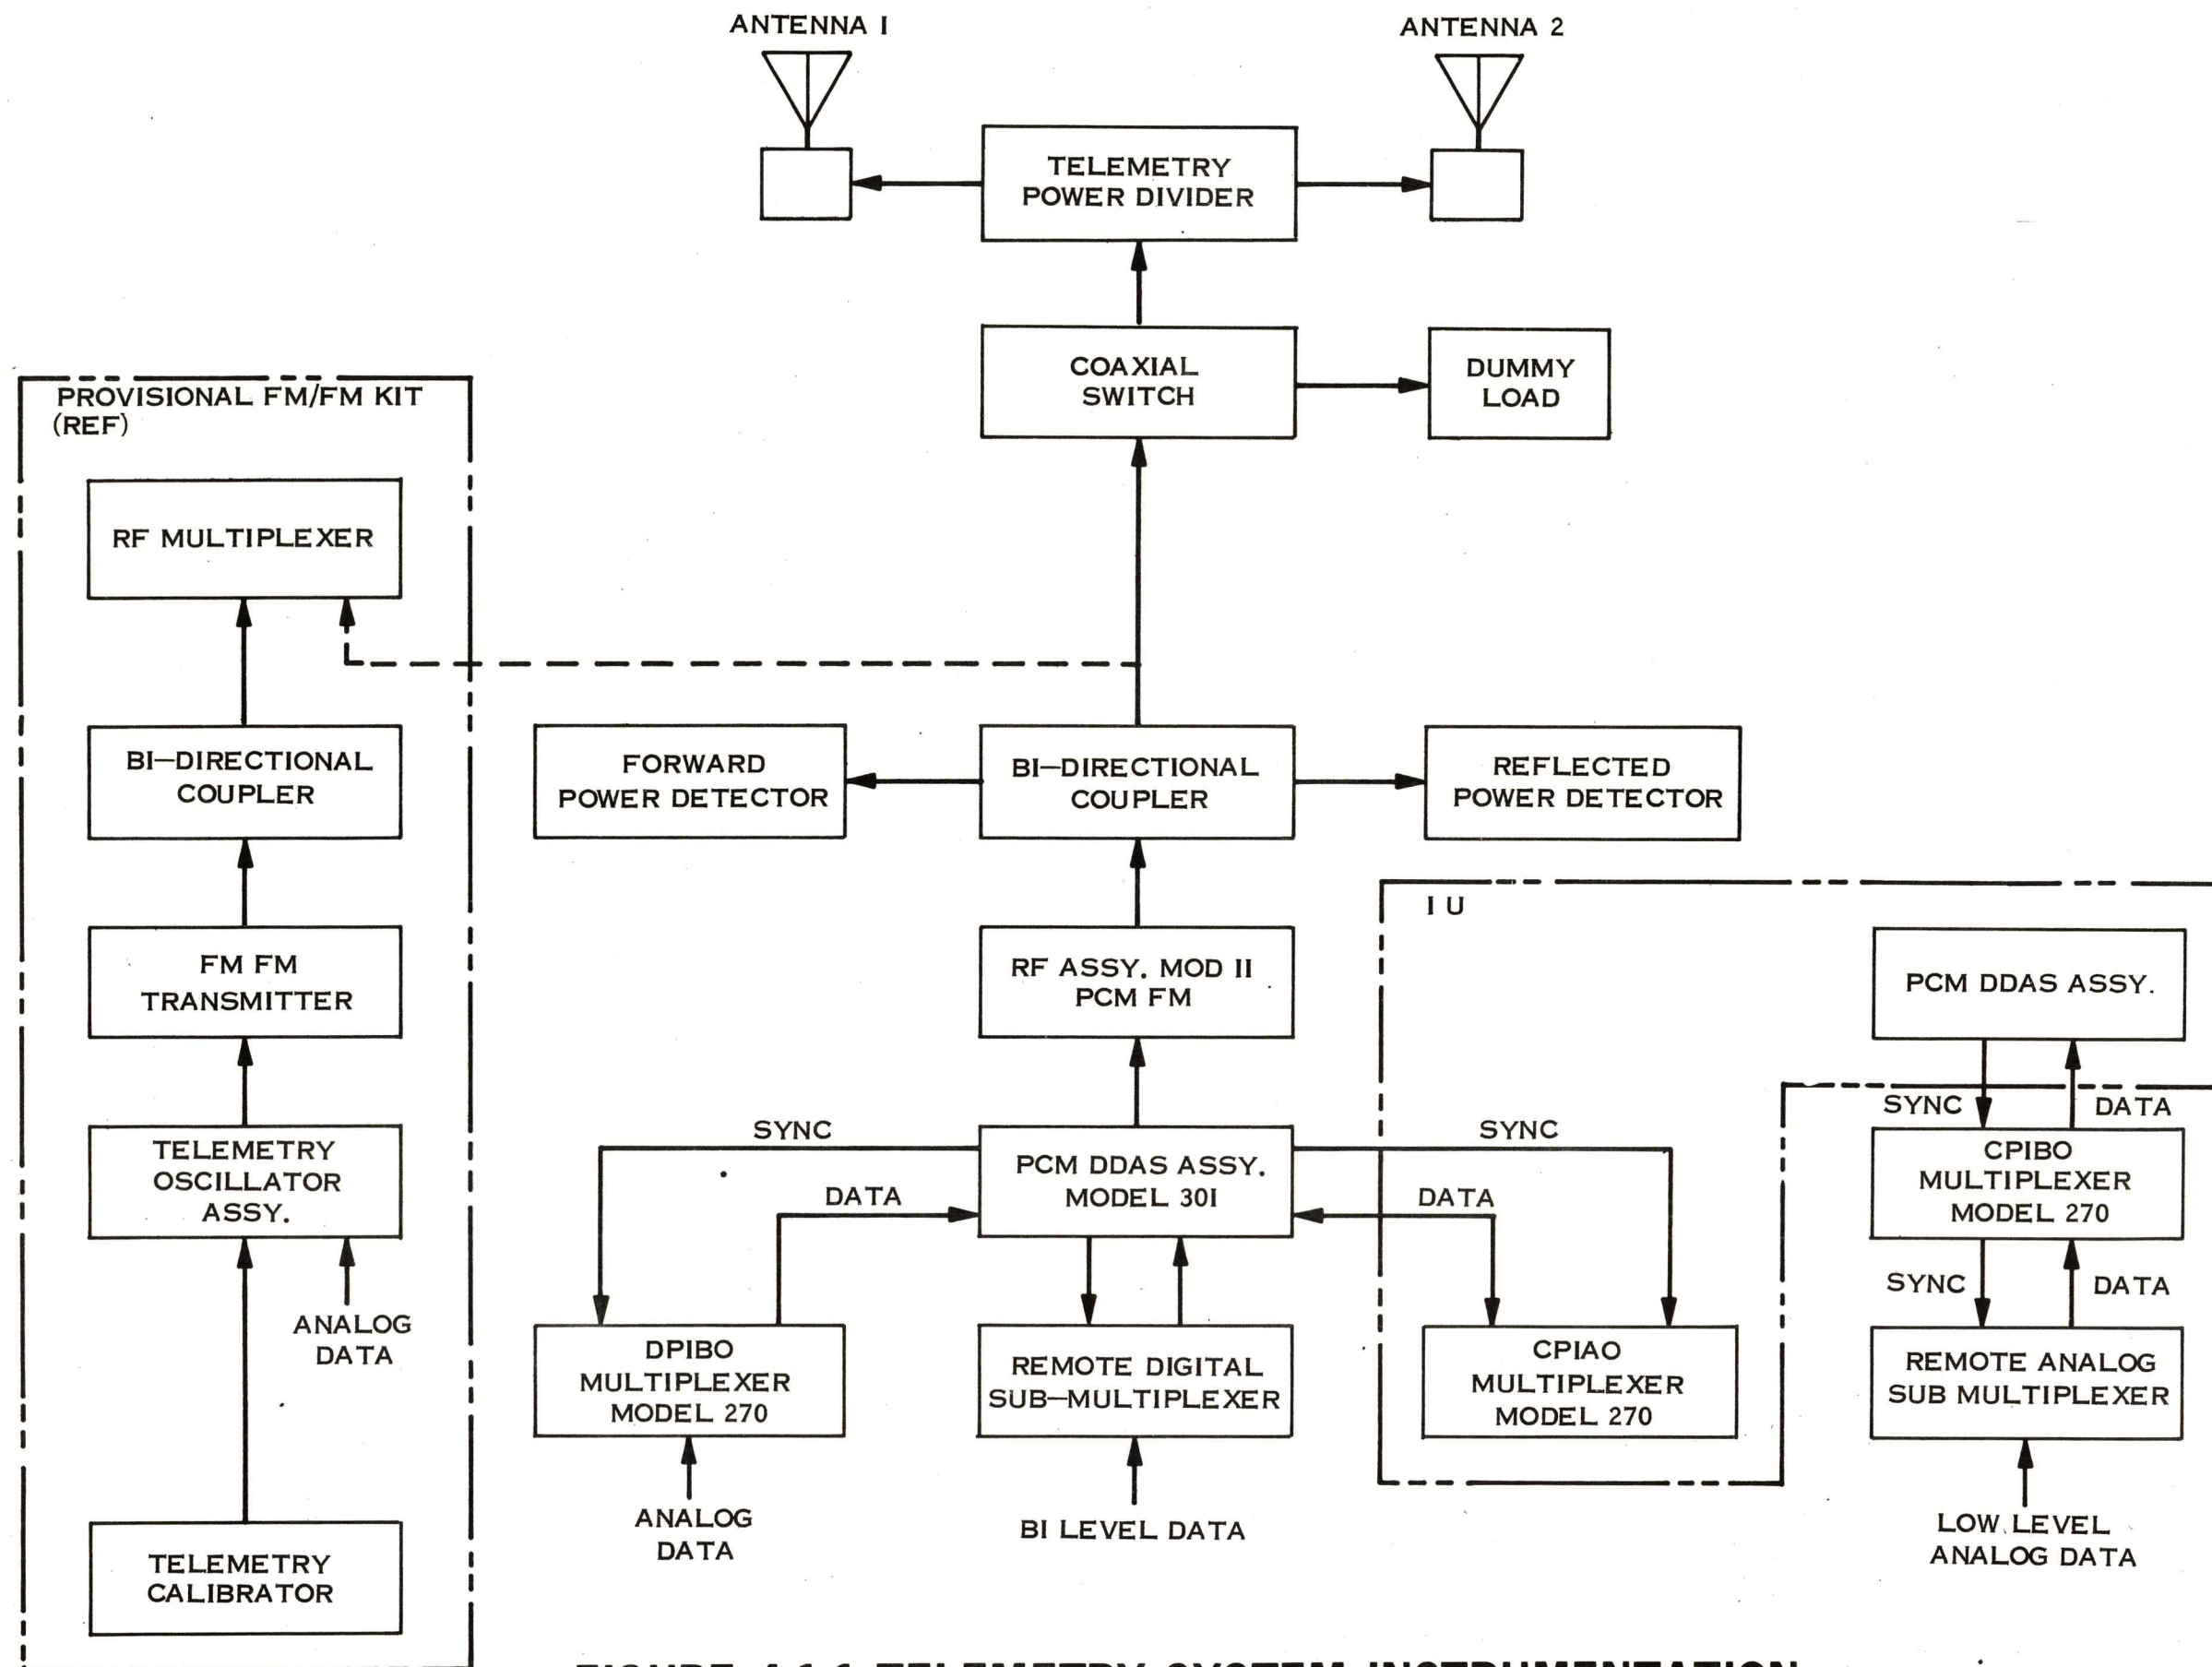 ANTENNA 1
ANTENNA 2
TELEMETRY
POWER DIVIDER
COAXIAL
SWITCH
DUMMY
LOAD
PROVISIONAL FM/FM KIT
(REF)
RF MULTIPLEXER
BI-DIRECTIONAL
COUPLER
FORWARD
POWER DETECTOR
BI-DIRECTIONAL
COUPLER
REFLECTED
POWER DETECTOR
IU
FM FM
TRANSMITTER
RF ASSY. MOD II
PCM FM
PCM DDAS ASSY.
SYNC
DATA
TELEMETRY
OSCILLATOR
ASSY.
SYNC
DATA
PCM DDAS ASSY.
MODEL 301
SYNC
DATA
CPIBO
MULTIPLEXER
MODEL 270
SYNC
DATA
ANALOG
DATA
DPIBO
MULTIPLEXER
MODEL 270
REMOTE DIGITAL
SUB-MULTIPLEXER
CPIAO
MULTIPLEXER
MODEL 270
REMOTE ANALOG
SUB MULTIPLEXER
ANALOG
DATA
BI LEVEL DATA
LOW LEVEL
ANALOG DATA
TELEMETRY
CALIBRATOR
TELEMETRY SYSTEM INSTRUMENTATION